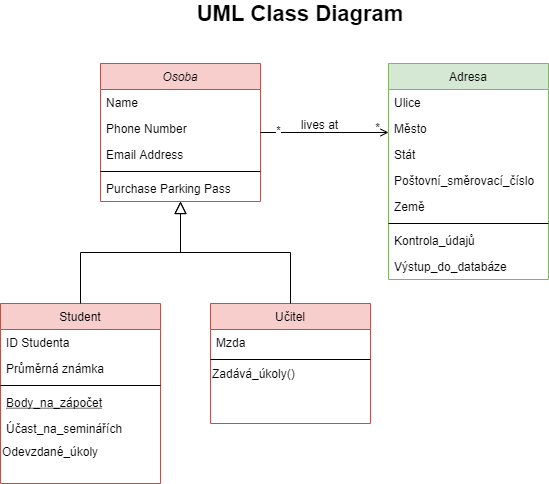 UML Class Diagram
Osoba
Name
Phone Number
Email Address
Purchase Parking Pass
* lives at *
Adresa
Ulice
Město
Stát
Poštovní_směrovací_číslo
Země
Kontrola_údajů
Výstup_do_databáze
Student
ID Studenta
Průměrná známka
Body_na_zápočet
Účast_na_seminářích
Odevzdané_úkoly
Učitel
Mzda
Zadává_úkoly()